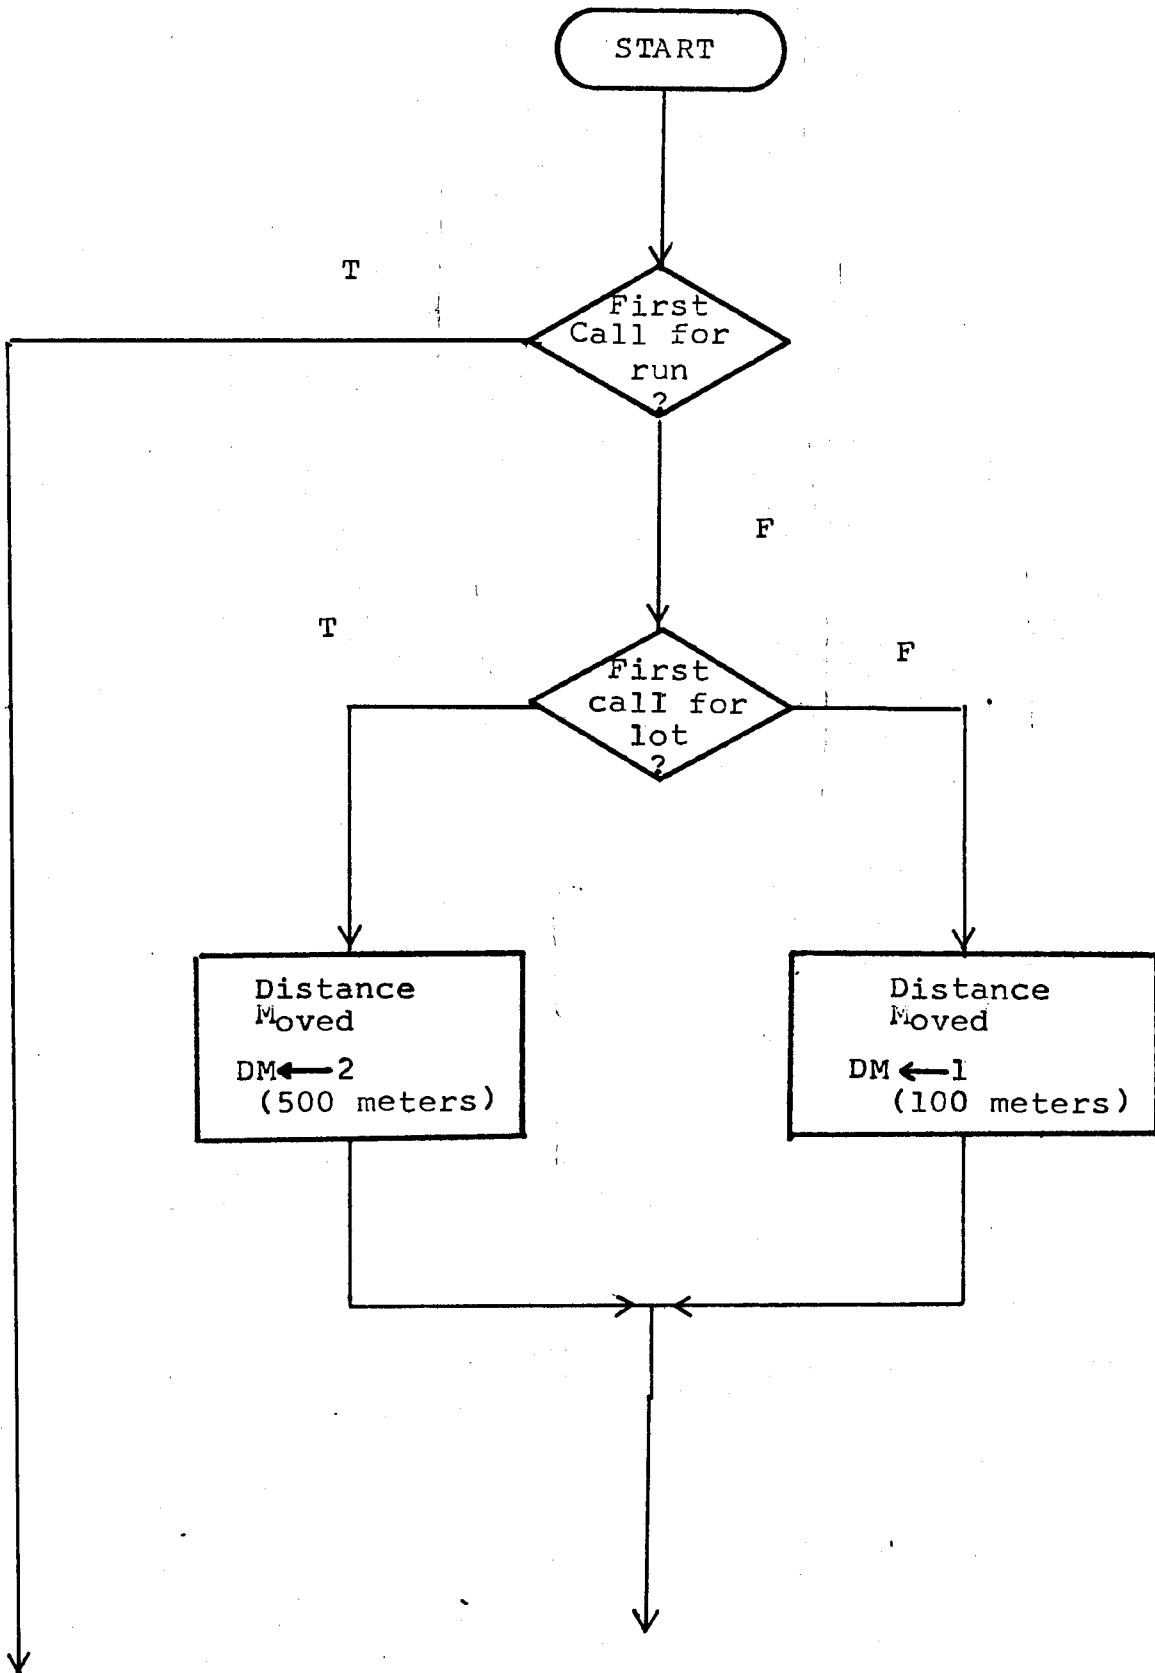 START
T
First
Call for
run
?
F
T
F
First
call for
lot
?
Distance
Moved
DM←2
(500 meters)
Distance
Moved
DM←1
(100 meters)